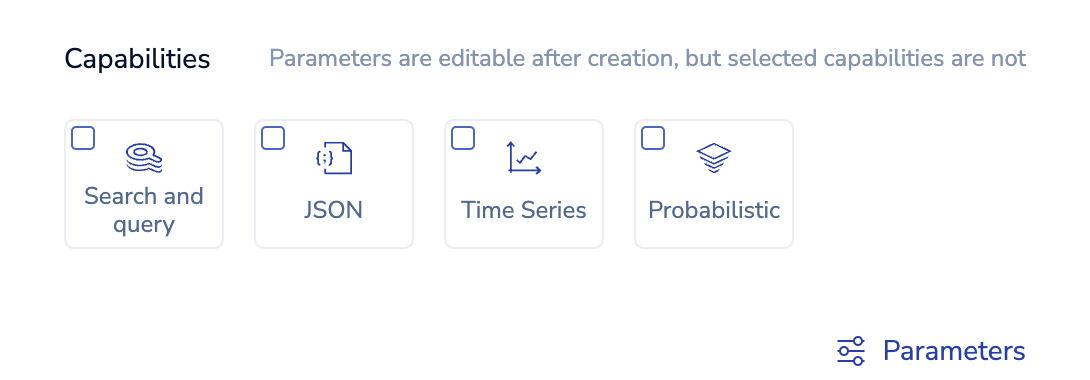 Capabilities Parameters are editable after creation, but selected capabilities are not
{;}
Search and
query
JSON
Time Series
Probabilistic
Parameters